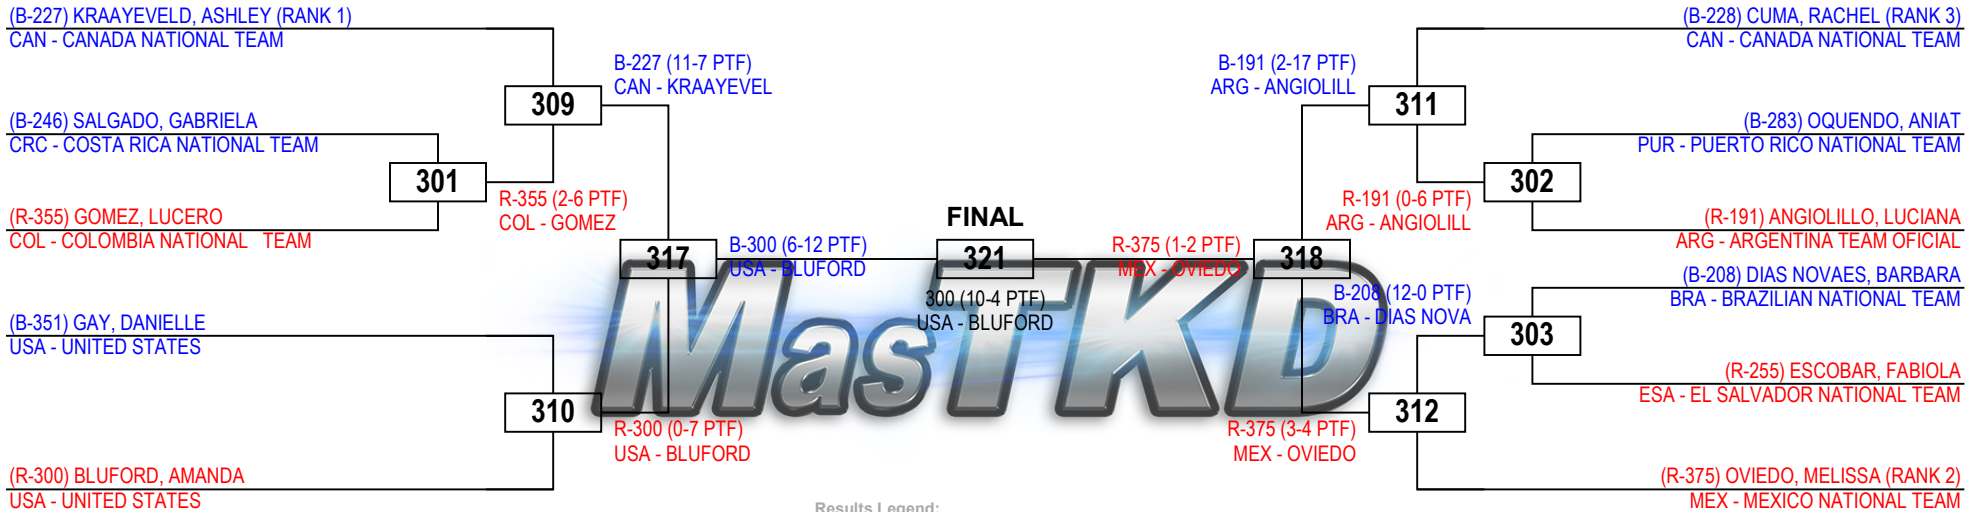 (B-227) KRAAYEVELD, ASHLEY (RANK 1)
CAN - CANADA NATIONAL TEAM
(B-246) SALGADO, GABRIELA
CRC - COSTA RICA NATIONAL TEAM
(R-355) GOMEZ, LUCERO
COL - COLOMBIA NATIONAL TEAM
(B-351) GAY, DANIELLE
USA - UNITED STATES
(R-300) BLUFORD, AMANDA
USA - UNITED STATES
301
R-355 (2-6 PTF)
COL - GOMEZ
309
B-227 (11-7 PTF)
CAN - KRAAYEVEL
310
R-300 (0-7 PTF)
USA - BLUFORD
317
B-300 (6-12 PTF)
USA - BLUFORD
FINAL
321
300 (10-4 PTF)
USA - BLUFORD
MasTKD
R-375 (1-2 PTF)
MEX - OVIEDO
318
B-191 (2-17 PTF)
ARG - ANGIOLILL
311
R-191 (0-6 PTF)
ARG - ANGIOLILL
302
B-208 (12-0 PTF)
BRA - DIAS NOVA
303
R-375 (3-4 PTF)
MEX - OVIEDO
312
(B-228) CUMA, RACHEL (RANK 3)
CAN - CANADA NATIONAL TEAM
(B-283) OQUENDO, ANIAT
PUR - PUERTO RICO NATIONAL TEAM
(R-191) ANGIOLILLO, LUCIANA
ARG - ARGENTINA TEAM OFICIAL
(B-208) DIAS NOVAES, BARBARA
BRA - BRAZILIAN NATIONAL TEAM
(R-255) ESCOBAR, FABIOLA
ESA - EL SALVADOR NATIONAL TEAM
(R-375) OVIEDO, MELISSA (RANK 2)
MEX - MEXICO NATIONAL TEAM
Results Legend: